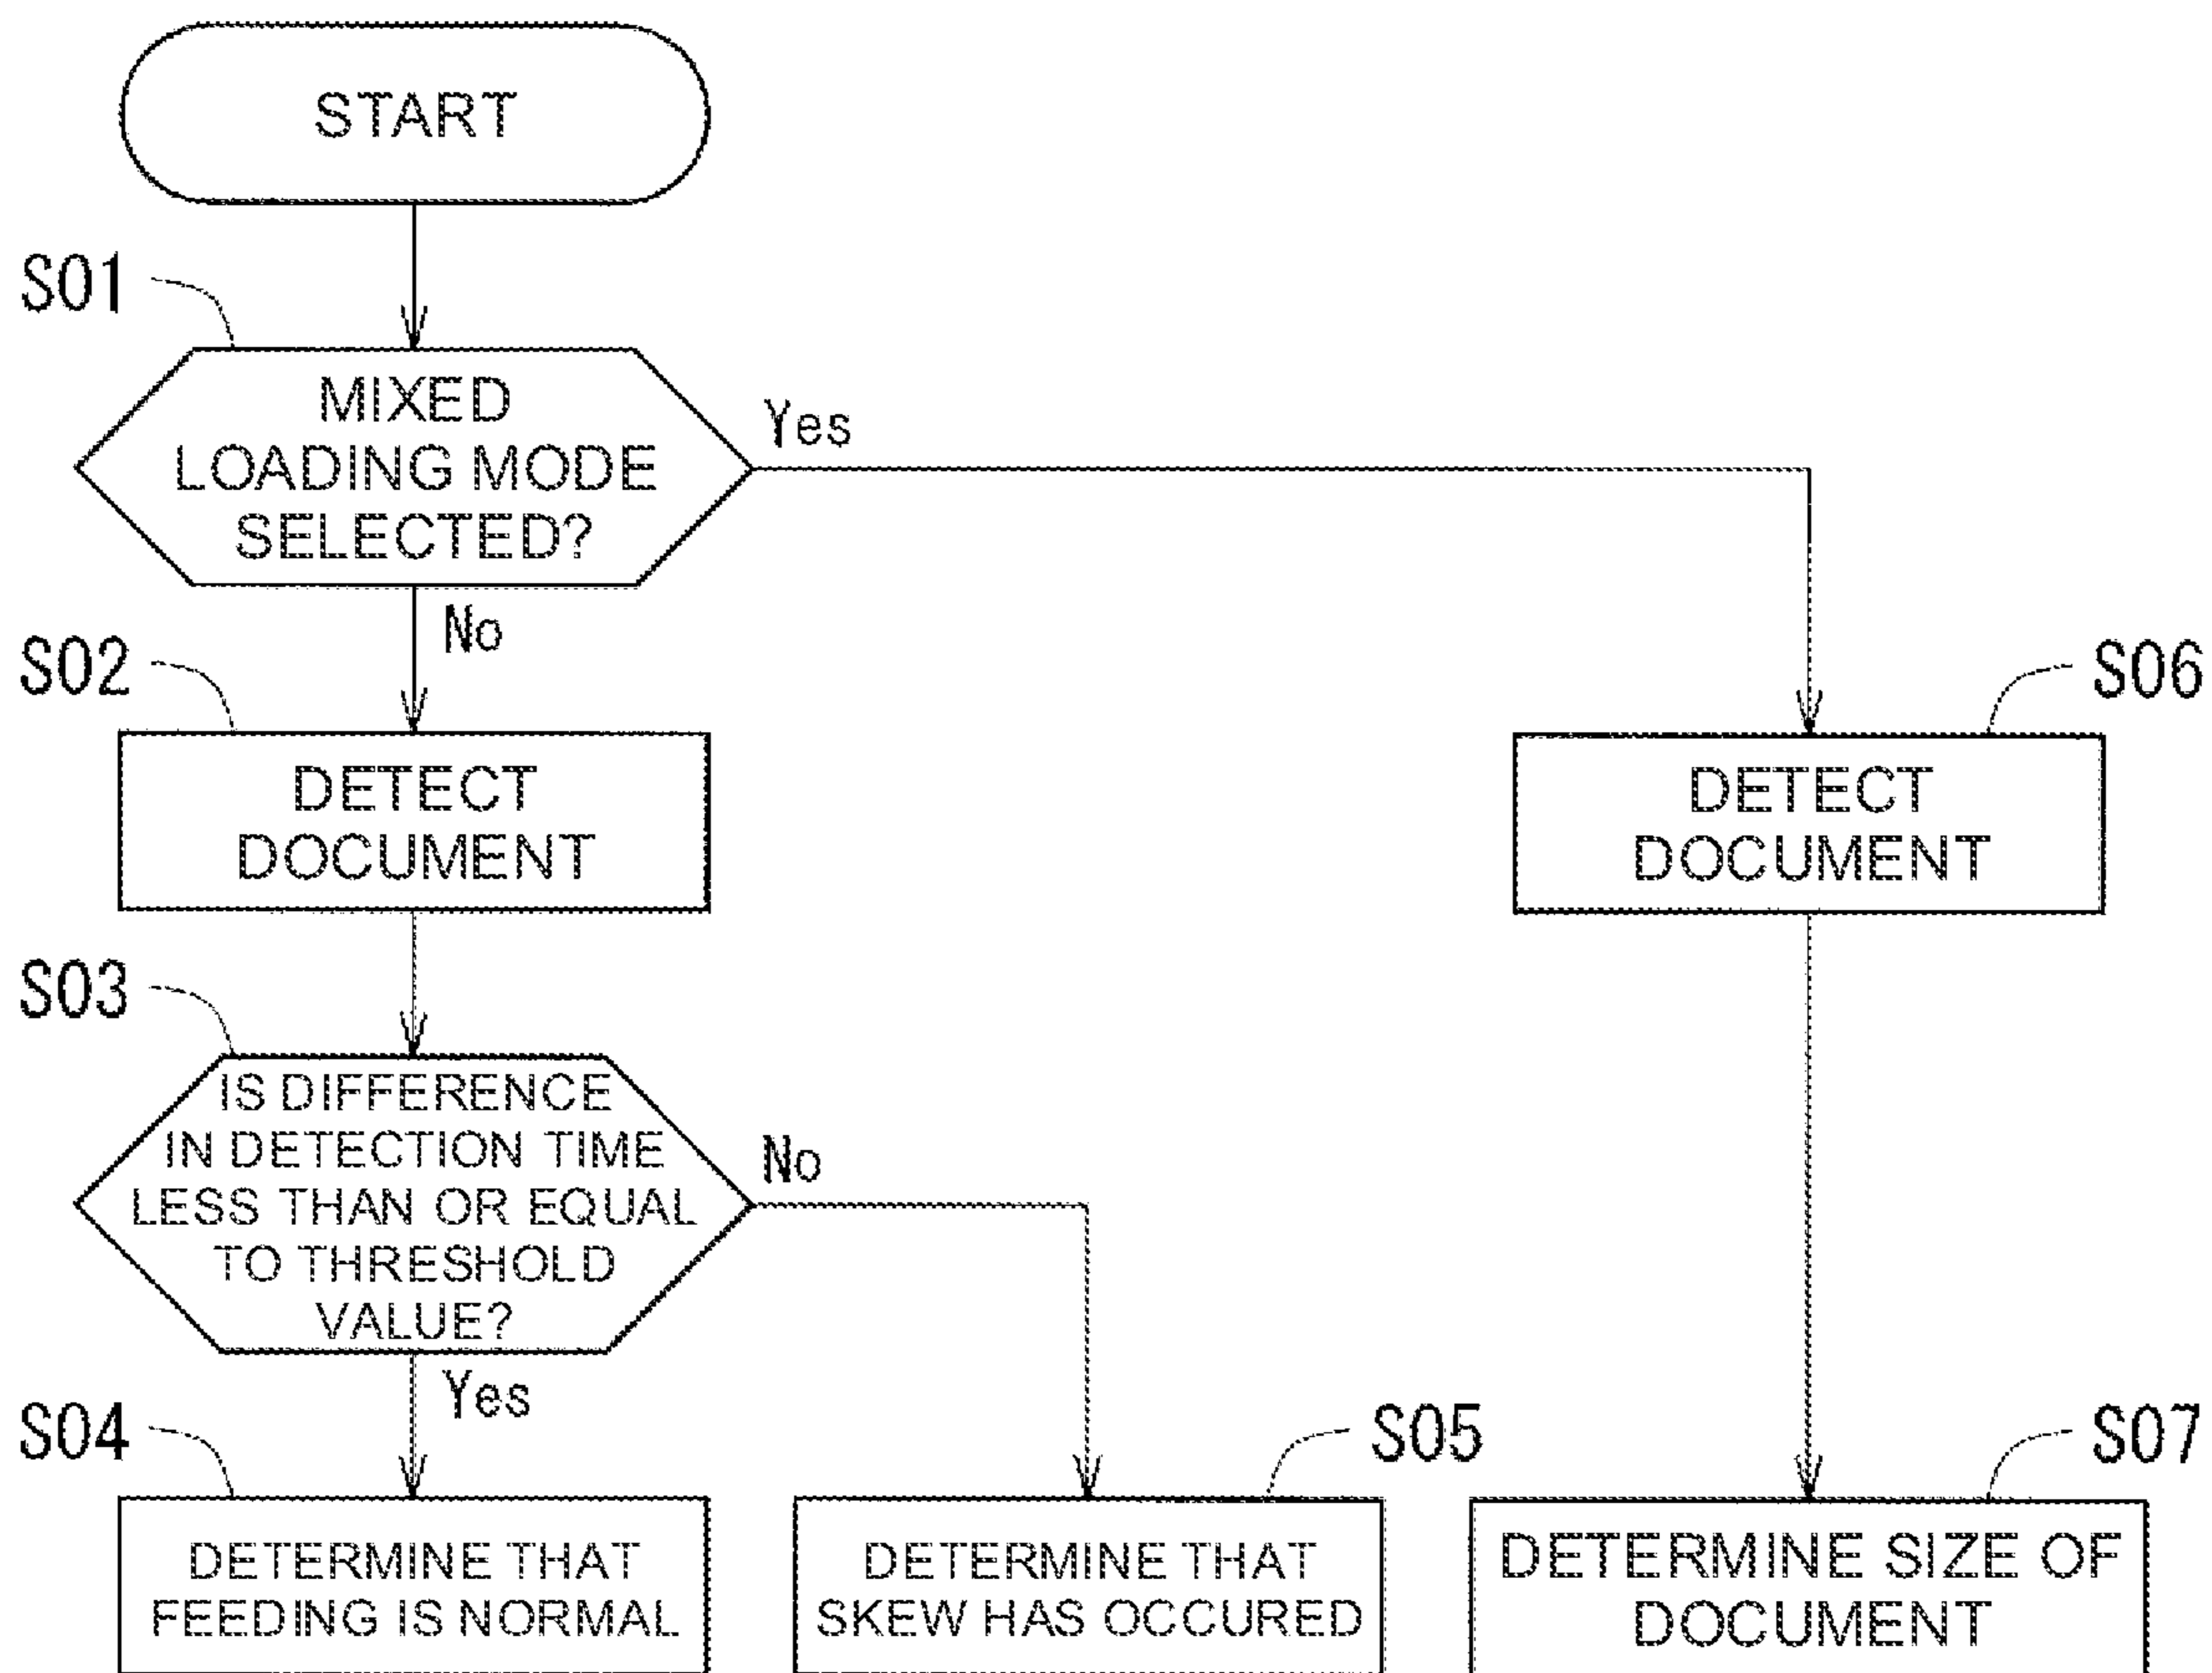 START
S01
MIXED
LOADING MODE
SELECTED?
Yes
No
S02
DETECT
DOCUMENT
S06
DETECT
DOCUMENT
S03
IS DIFFERENCE
IN DETECTION TIME
LESS THAN OR EQUAL
TO THRESHOLD
VALUE?
No
Yes
S04
DETERMINE THAT
FEEDING IS NORMAL
S05
DETERMINE THAT
SKEW HAS OCCURED
S07
DETERMINE SIZE OF
DOCUMENT